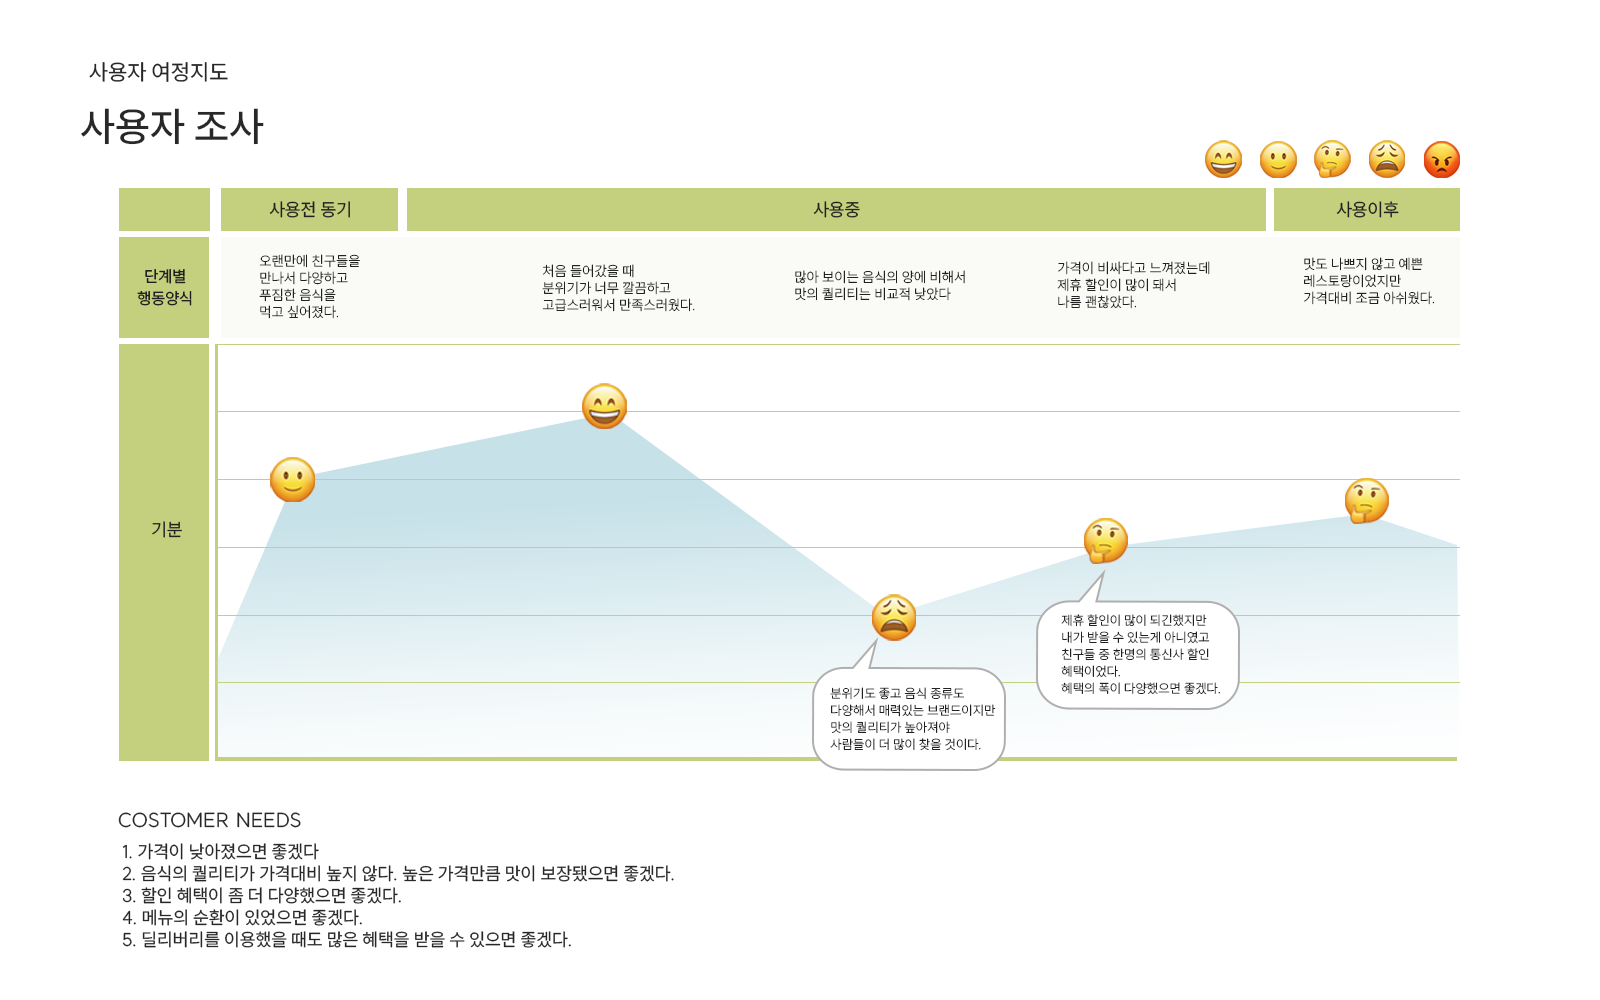 사용자 여정지도
사용자 조사
사용전 동기
사용중
사용이후
단계별
행동양식
오랜만에 친구들을
만나서 다양하고
푸짐한 음식을
먹고 싶어졌다.
처음 들어갔을 때
분위기가 너무 깔끔하고
고급스러워서 만족스러웠다.
많아 보이는 음식의 양에 비해서
맛의 퀄리티는 비교적 낮았다
가격이 비싸다고 느껴졌는데
제휴 할인이 많이 돼서
나름 괜찮았다.
맛도 나쁘지 않고 예쁜
레스토랑이었지만
가격대비 조금 아쉬웠다.
기분
제휴 할인이 많이 되긴했지만
내가 받을 수 있는게 아니였고
친구들 중 한명의 통신사 할인
혜택이었다.
혜택의 폭이 다양했으면 좋겠다.
분위기도 좋고 음식 종류도
다양해서 매력있는 브랜드이지만
맛의 퀄리티가 높아져야
사람들이 더 많이 찾을 것이다.
COSTOMER NEEDS
1. 가격이 낮아졌으면 좋겠다
2. 음식의 퀄리티가 가격대비 높지 않다. 높은 가격만큼 맛이 보장됐으면 좋겠다.
3. 할인 혜택이 좀 더 다양했으면 좋겠다.
4. 메뉴의 순환이 있었으면 좋겠다.
5. 딜리버리를 이용했을 때도 많은 혜택을 받을 수 있으면 좋겠다.